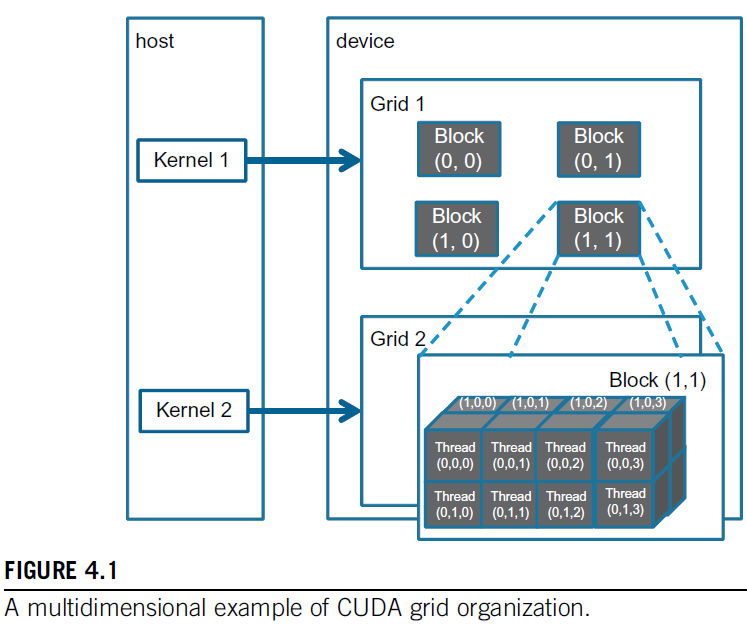 host
device
Grid 1
Kernel 1
Block
(0, 0)
Block
(0, 1)
Block
(1, 0)
Block
(1, 1)
Grid 2
Kernel 2
Block (1,1)
(1,0,0) (1,0,1) (1,0,2) (1,0,3)
Thread
(0,0,0)
Thread
(0,0,1)
Thread
(0,0,2)
Thread
(0,0,3)
Thread
(0,1,0)
Thread
(0,1,1)
Thread
(0,1,2)
Thread
(0,1,3)
FIGURE 4.1
A multidimensional example of CUDA grid organization.